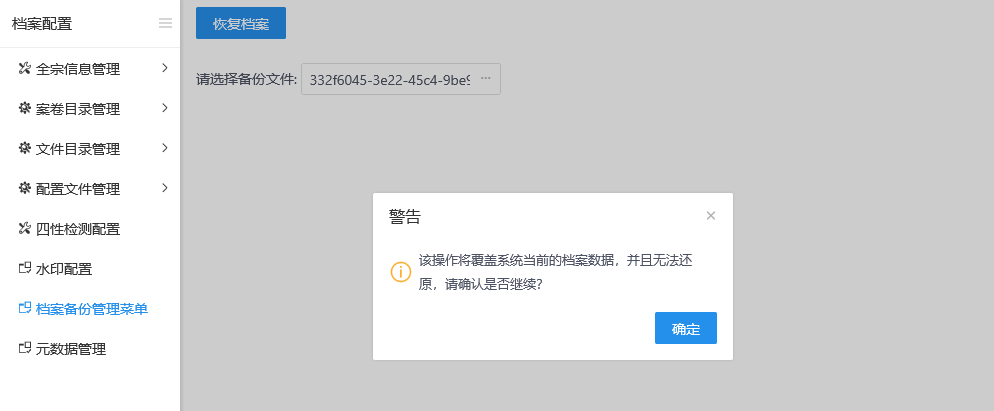 档案配置
恢复档案
全宗信息管理
案卷目录管理
文件目录管理
配置文件管理
四性检测配置
水印配置
档案备份管理菜单
元数据管理
请选择备份文件: 332f6045-3e22-45c4-9be9 ···
警告
该操作将覆盖系统当前的档案数据，并且无法还
原，请确认是否继续？
确定